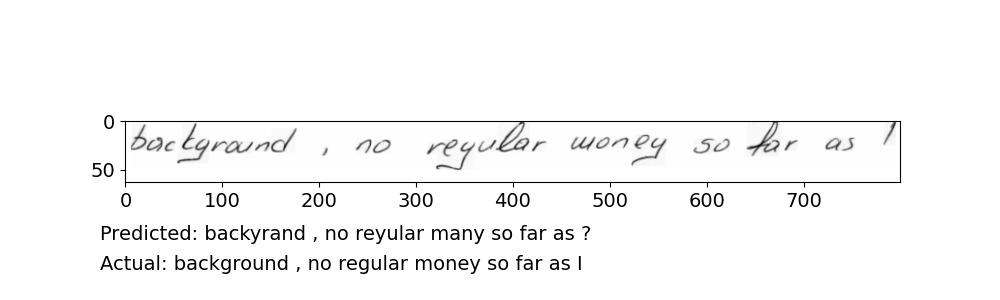 0
background , no regular money so far as I
50
0 100 200 300 400 500 600 700
Predicted: backyrand , no reyular many so far as ?
Actual: background , no regular money so far as I